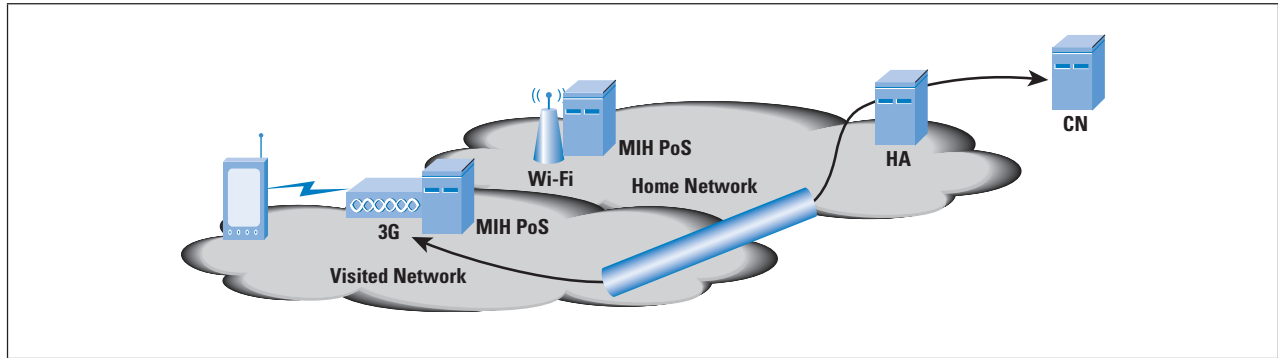 CN
HA
MIH PoS
Wi-Fi
Home Network
MIH PoS
3G
Visited Network